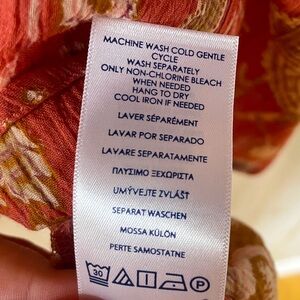 MACHINE WASH COLD GENTLE
CYCLE
WASH SEPARATELY
ONLY NON-CHLORINE BLEACH
WHEN NEEDED
HANG TO DRY
COOL IRON IF NEEDED
LAVER SÉPARÉMENT
LAVAR POR SEPARADO
LAVARE SEPARATAMENTE
ΠΛΥΣΙΜΟ ΞΕΧΩΡΙΣΤΑ
UMÝVEJTE ZVLÁŠŤ
SEPARAT WASCHEN
MOSSA KÜLÖN
PERTE SAMOSTATNE
30 P